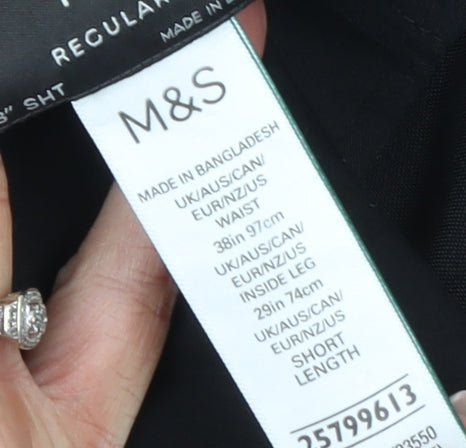 REGULAR
MADE IN
8" SHT
M&S
MADE IN BANGLADESH
UK/AUS/CAN/
EUR/NZ/US
WAIST
38in 97cm
UK/AUS/CAN/
EUR/NZ/US
INSIDE LEG
29in 74cm
UK/AUS/CAN/
EUR/NZ/US
SHORT
LENGTH
25799613